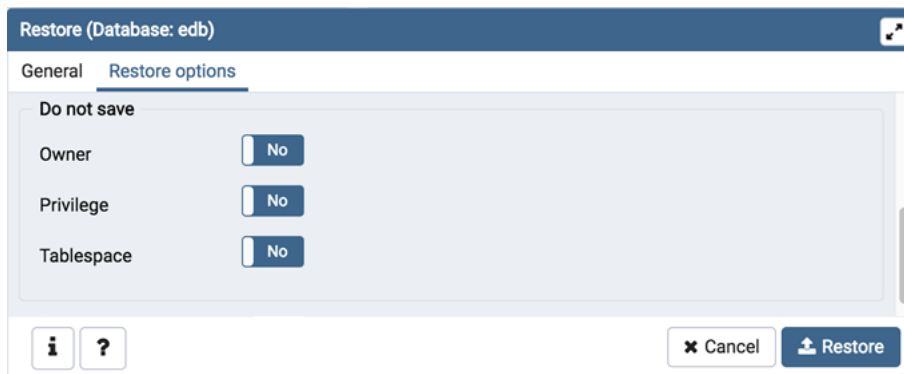 Restore (Database: edb)
General Restore options
Do not save
Owner No
Privilege No
Tablespace No
i ? Cancel Restore